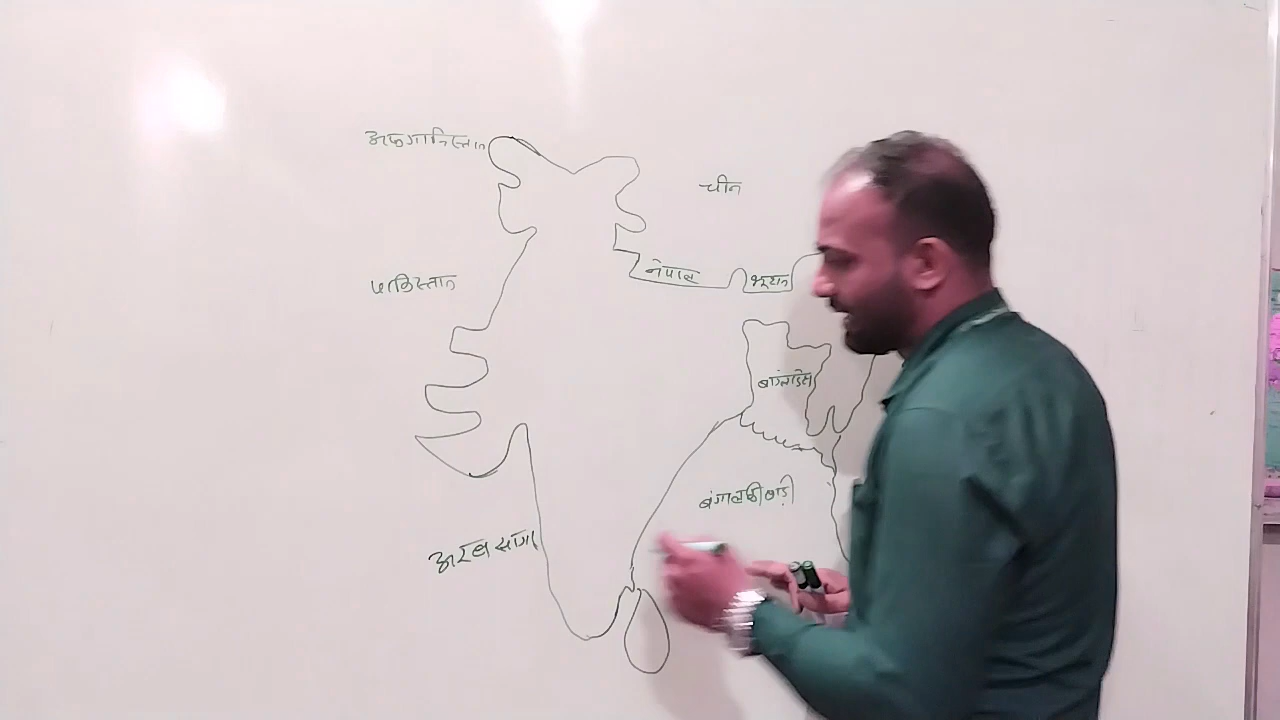 अफगानिस्तान
चीन
पाकिस्तान
नेपाल
भूटान
बांग्लादेश
बंगाल की खाड़ी
अरब सागर